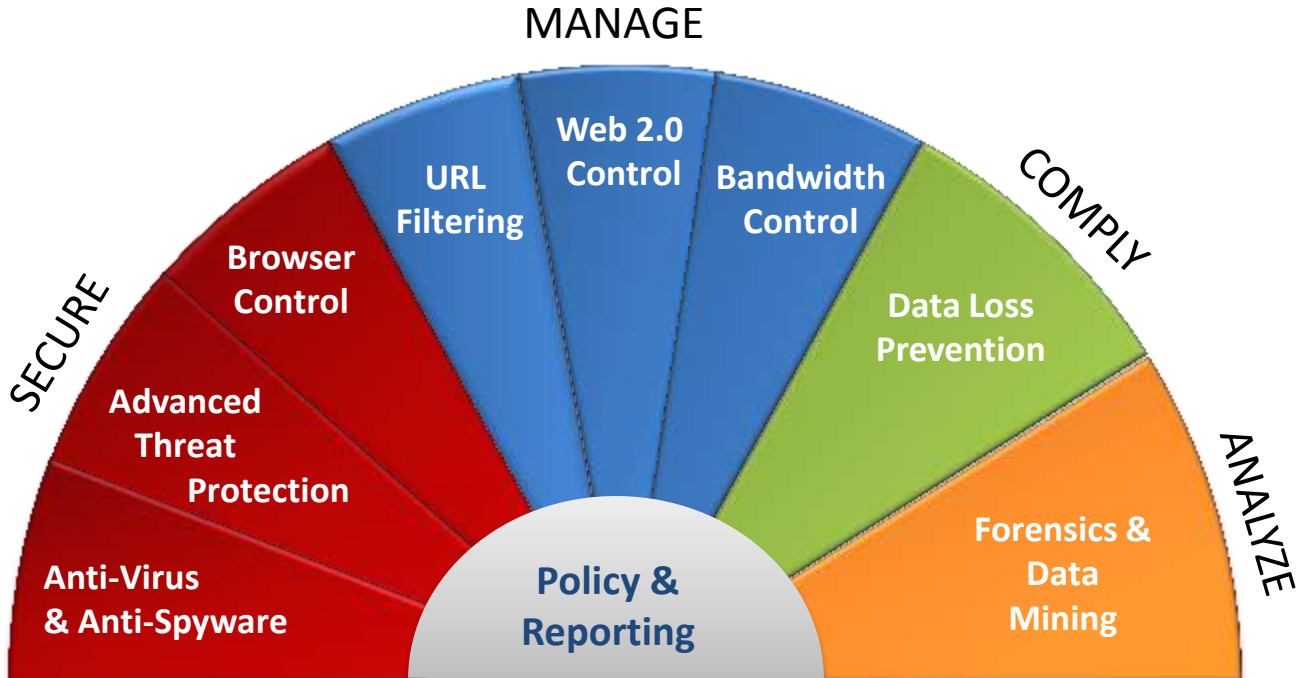 MANAGE
SECURE
COMPLY
ANALYZE
Anti-Virus
& Anti-Spyware
Advanced
Threat
Protection
Browser
Control
URL
Filtering
Web 2.0
Control
Bandwidth
Control
Data Loss
Prevention
Forensics &
Data
Mining
Policy &
Reporting